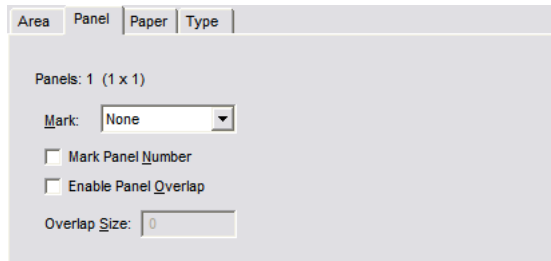 Area Panel Paper Type
Panels: 1 (1 x 1)
Mark: None
Mark Panel Number
Enable Panel Overlap
Overlap Size: 0